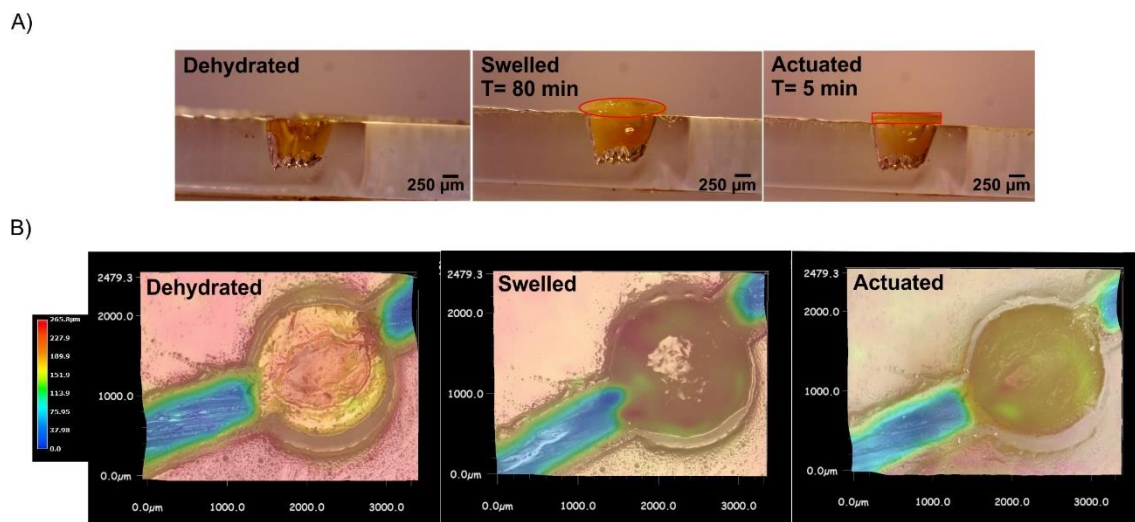 A)
Dehydrated
Swelled
T= 80 min
Actuated
T= 5 min
250 µm
250 µm
250 µm
B)
Dehydrated
Swelled
Actuated
265.8µm
227.9
189.9
151.9
113.9
75.95
37.98
0.0
2479.3
2000.0
1000.0
0.0µm
0.0µm 1000.0 2000.0 3000.0
2479.3
2000.0
1000.0
0.0µm
0.0µm 1000.0 2000.0 3000.0
2479.3
2000.0
1000.0
0.0µm
0.0µm 1000.0 2000.0 3000.0